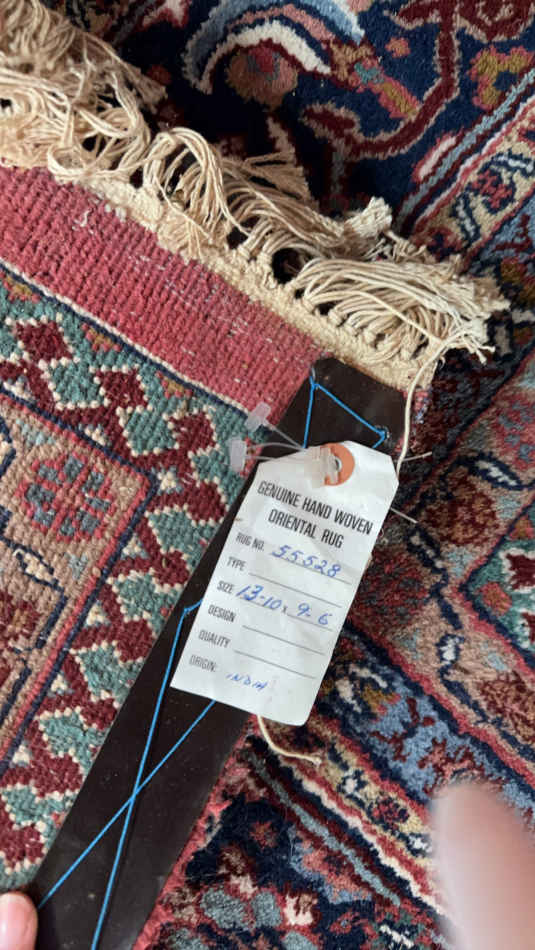 GENUINE HAND WOVEN
ORIENTAL RUG
RUG NO. 55528
TYPE
SIZE 13-10 x 9-6
DESIGN
QUALITY
ORIGIN: INDIA